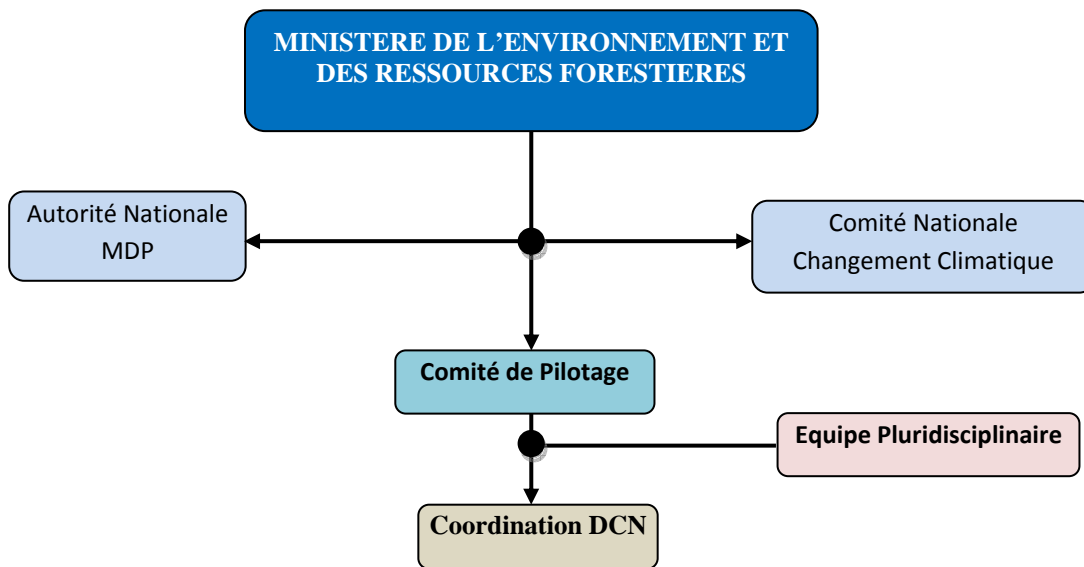 MINISTERE DE L’ENVIRONNEMENT ET
DES RESSOURCES FORESTIERES
Autorité Nationale
MDP
Comité Nationale
Changement Climatique
Comité de Pilotage
Equipe Pluridisciplinaire
Coordination DCN